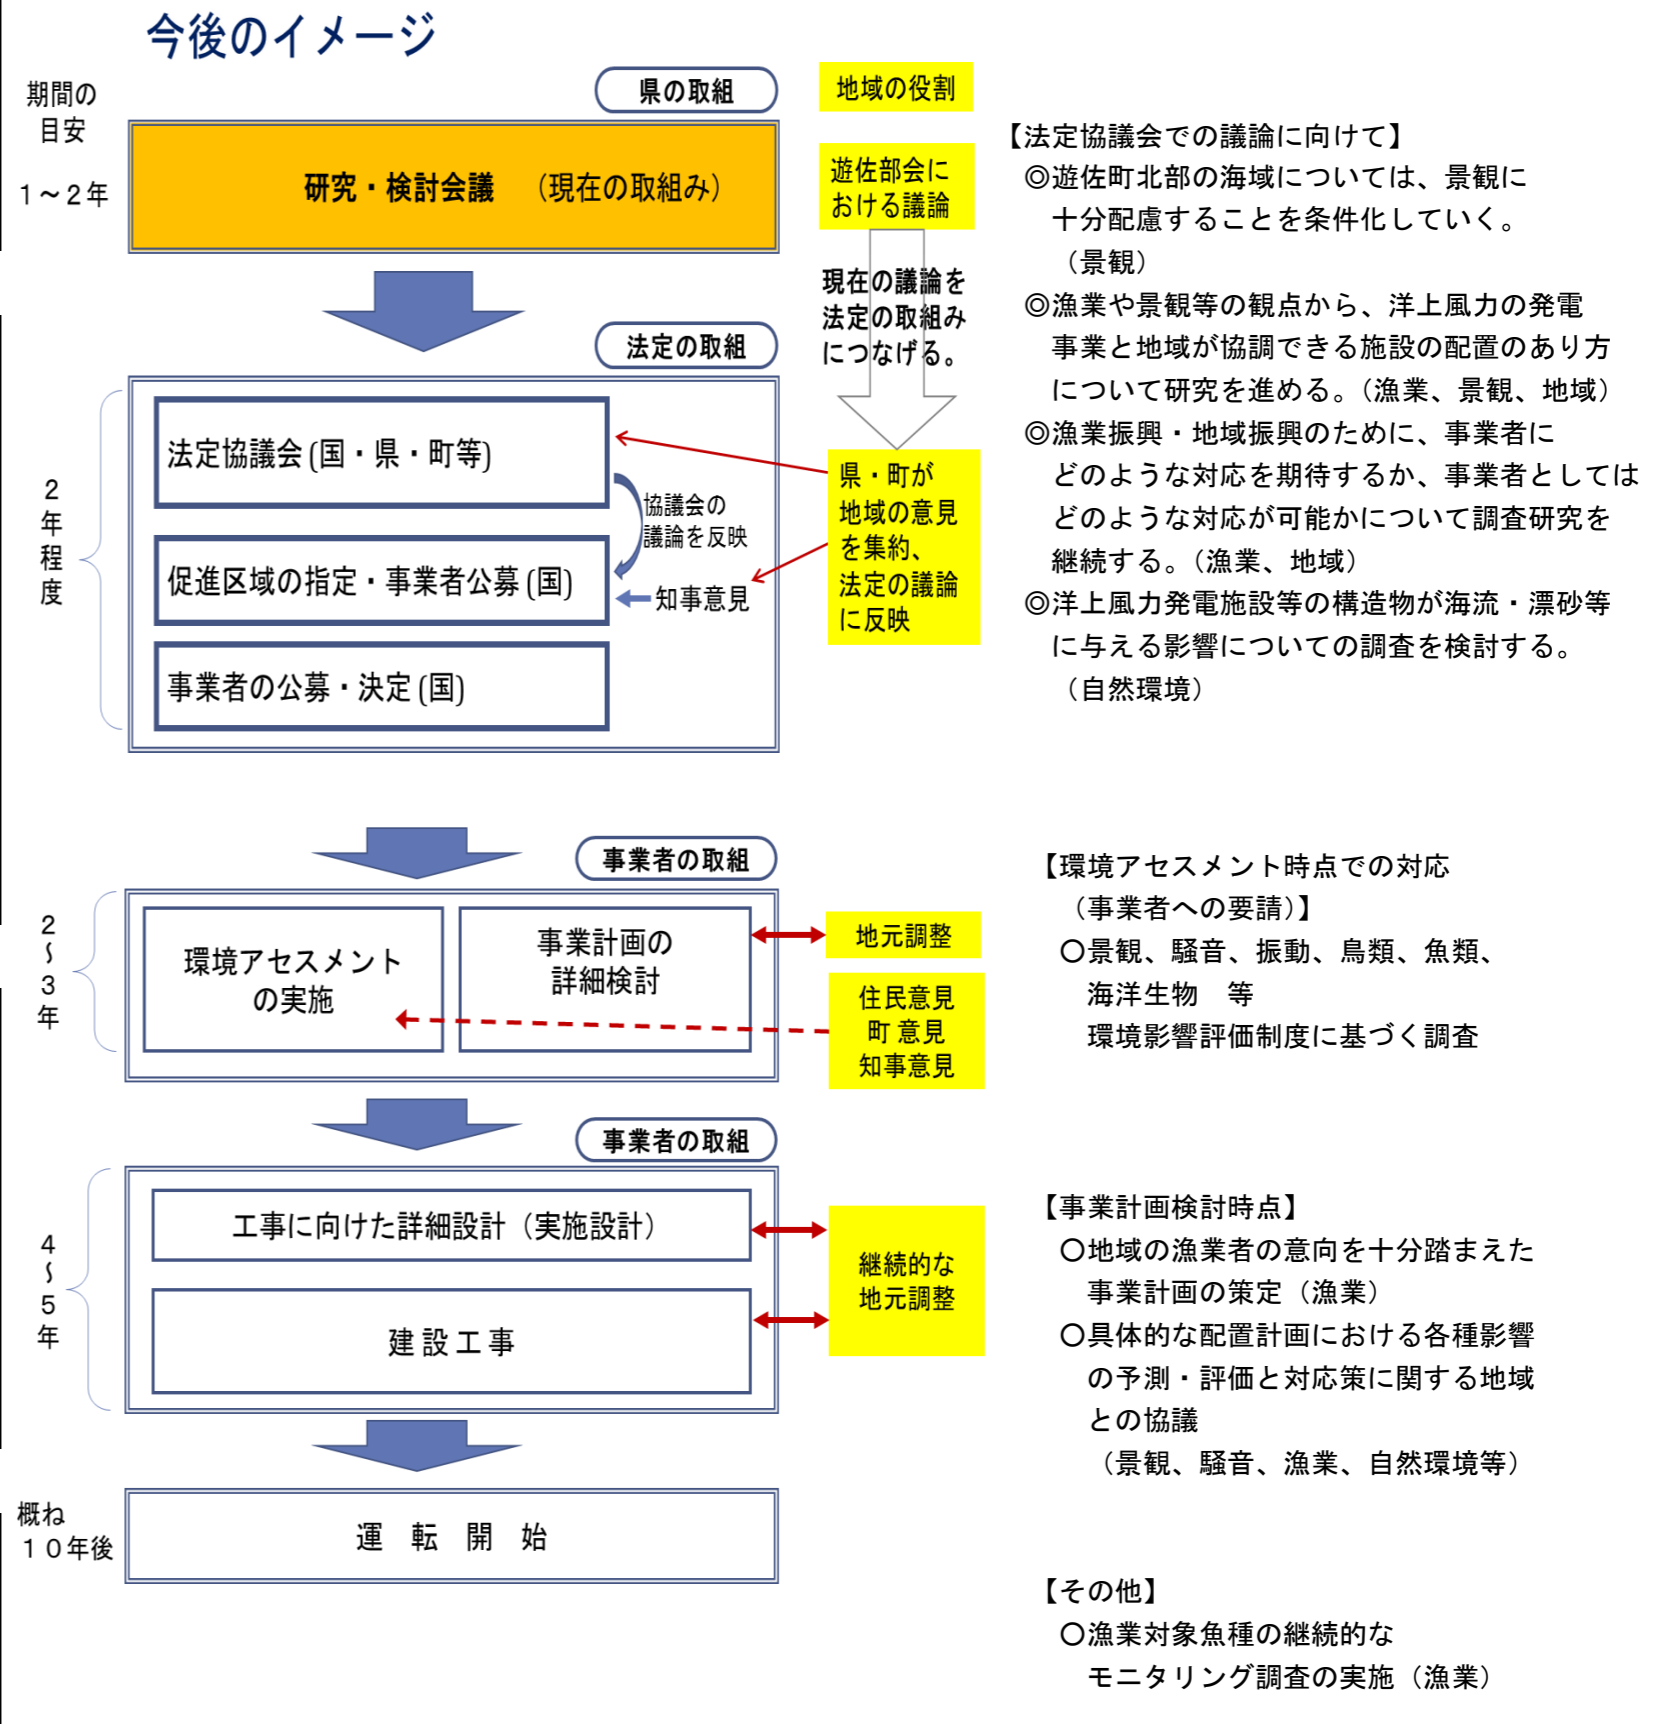 今後のイメージ
期間の
目安
県の取組
地域の役割
1～2年
研究・検討会議　（現在の取組み）
遊佐部会に
おける議論
現在の議論を
法定の取組み
につなげる。
法定の取組
2年程度
法定協議会(国・県・町等)
協議会の
議論を反映
促進区域の指定・事業者公募(国)
知事意見
事業者の公募・決定(国)
県・町が
地域の意見
を集約、
法定の議論
に反映
【法定協議会での議論に向けて】
◎遊佐町北部の海域については、景観に
十分配慮することを条件化していく。
（景観）
◎漁業や景観等の観点から、洋上風力の発電
事業と地域が協調できる施設の配置のあり方
について研究を進める。（漁業、景観、地域）
◎漁業振興・地域振興のために、事業者に
どのような対応を期待するか、事業者としては
どのような対応が可能かについて調査研究を
継続する。（漁業、地域）
◎洋上風力発電施設等の構造物が海流・漂砂等
に与える影響についての調査を検討する。
（自然環境）
事業者の取組
2～3年
環境アセスメント
の実施
事業計画の
詳細検討
地元調整
住民意見
町 意見
知事意見
【環境アセスメント時点での対応
（事業者への要請）】
〇景観、騒音、振動、鳥類、魚類、
海洋生物　等
環境影響評価制度に基づく調査
事業者の取組
4～5年
工事に向けた詳細設計（実施設計）
建 設 工 事
継続的な
地元調整
【事業計画検討時点】
〇地域の漁業者の意向を十分踏まえた
事業計画の策定（漁業）
〇具体的な配置計画における各種影響
の予測・評価と対応策に関する地域
との協議
（景観、騒音、漁業、自然環境等）
概ね
１０年後
運　転　開　始
【その他】
〇漁業対象魚種の継続的な
モニタリング調査の実施（漁業）